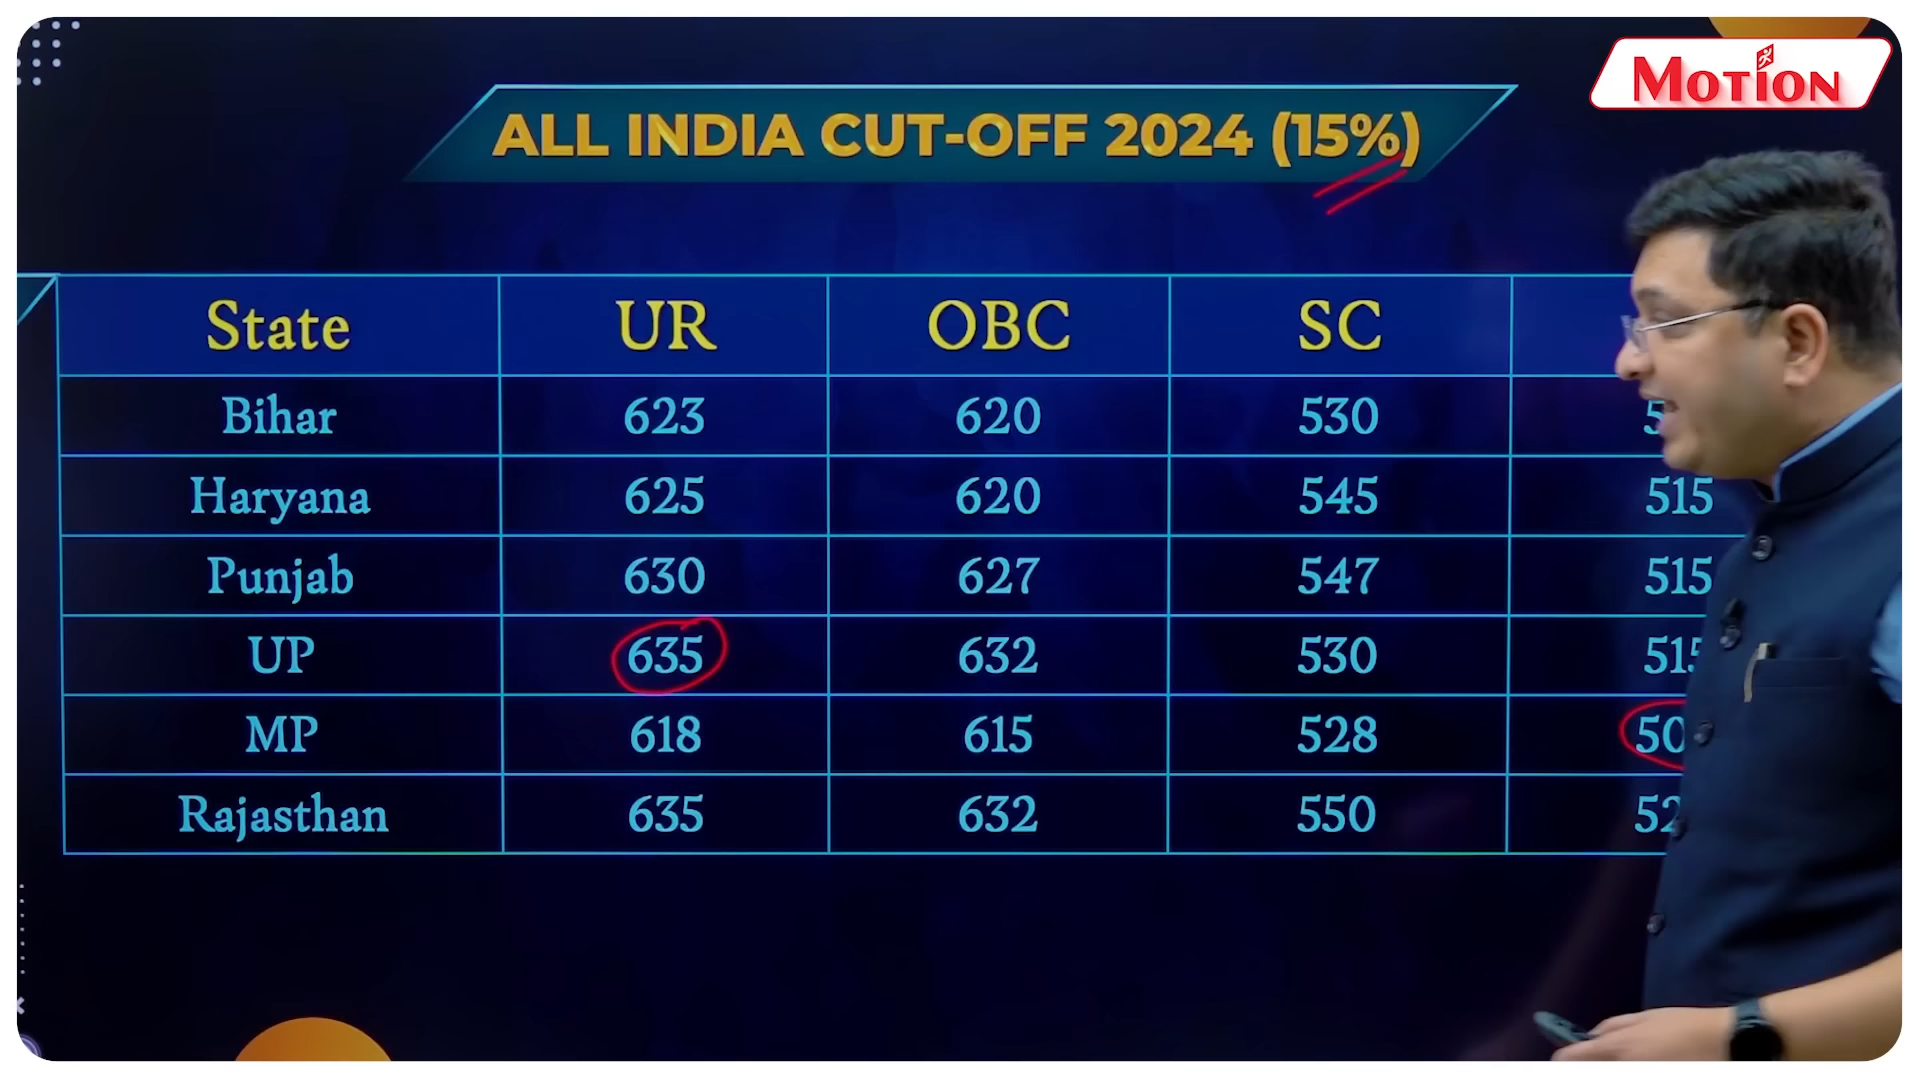 MOTION
ALL INDIA CUT-OFF 2024 (15%)
State UR OBC SC
Bihar 623 620 530
Haryana 625 620 545 515
Punjab 630 627 547 515
UP 635 632 530 515
MP 618 615 528
Rajasthan 635 632 550